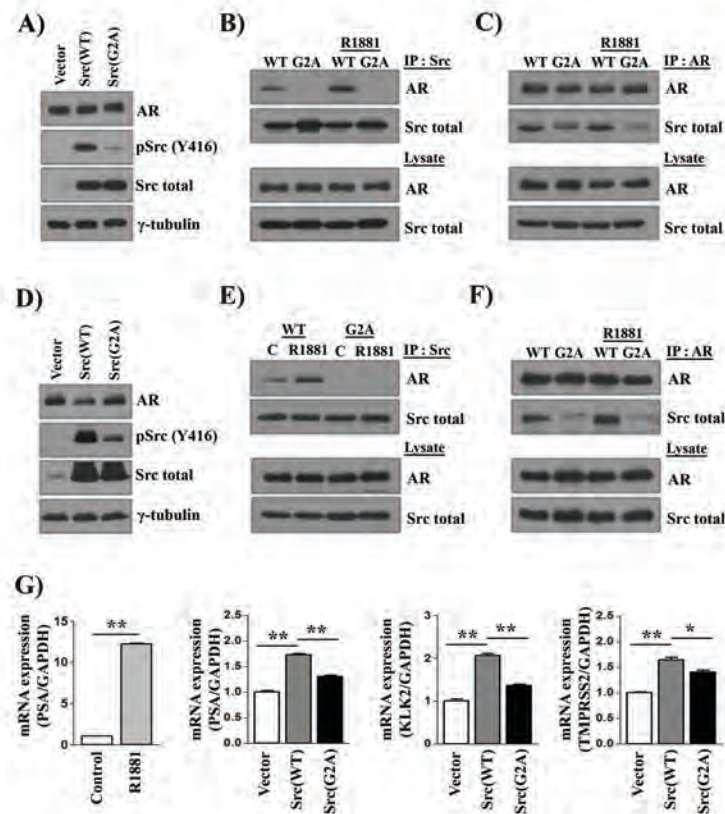 A)
Vector
Src(WT)
Src(G2A)
AR
pSrc (Y416)
Src total
γ-tubulin
B)
R1881
WT G2A WT G2A IP : Src
AR
Src total
Lysate
AR
Src total
C)
R1881
WT G2A WT G2A IP : AR
AR
Src total
Lysate
AR
Src total
D)
Vector
Src(WT)
Src(G2A)
AR
pSrc (Y416)
Src total
γ-tubulin
E)
WT G2A
C R1881 C R1881 IP : Src
AR
Src total
Lysate
AR
Src total
F)
R1881
WT G2A WT G2A IP : AR
AR
Src total
Lysate
AR
Src total
G)
mRNA expression
(PSA/GAPDH)
15
10
5
0
**
Control
R1881
mRNA expression
(PSA/GAPDH)
2.5
2.0
1.5
1.0
0.5
0.0
** **
Vector
Src(WT)
Src(G2A)
mRNA expression
(KLK2/GAPDH)
3
2
1
0
** **
Vector
Src(WT)
Src(G2A)
mRNA expression
(TMPRSS2/GAPDH)
2.5
2.0
1.5
1.0
0.5
0.0
** *
Vector
Src(WT)
Src(G2A)